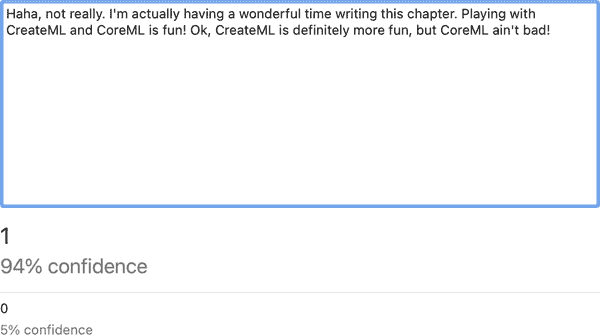 Haha, not really. I'm actually having a wonderful time writing this chapter. Playing with
CreateML and CoreML is fun! Ok, CreateML is definitely more fun, but CoreML ain't bad!
1
94% confidence
0
5% confidence